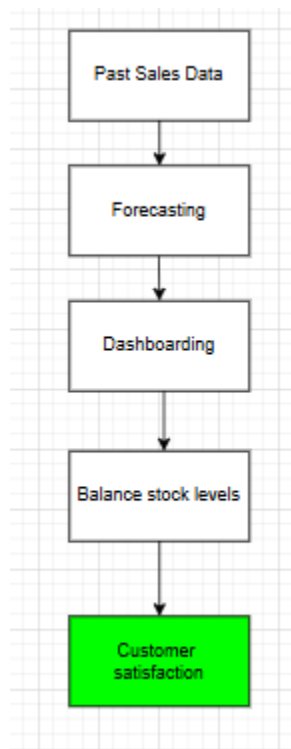 Past Sales Data
Forecasting
Dashboarding
Balance stock levels
Customer
satisfaction